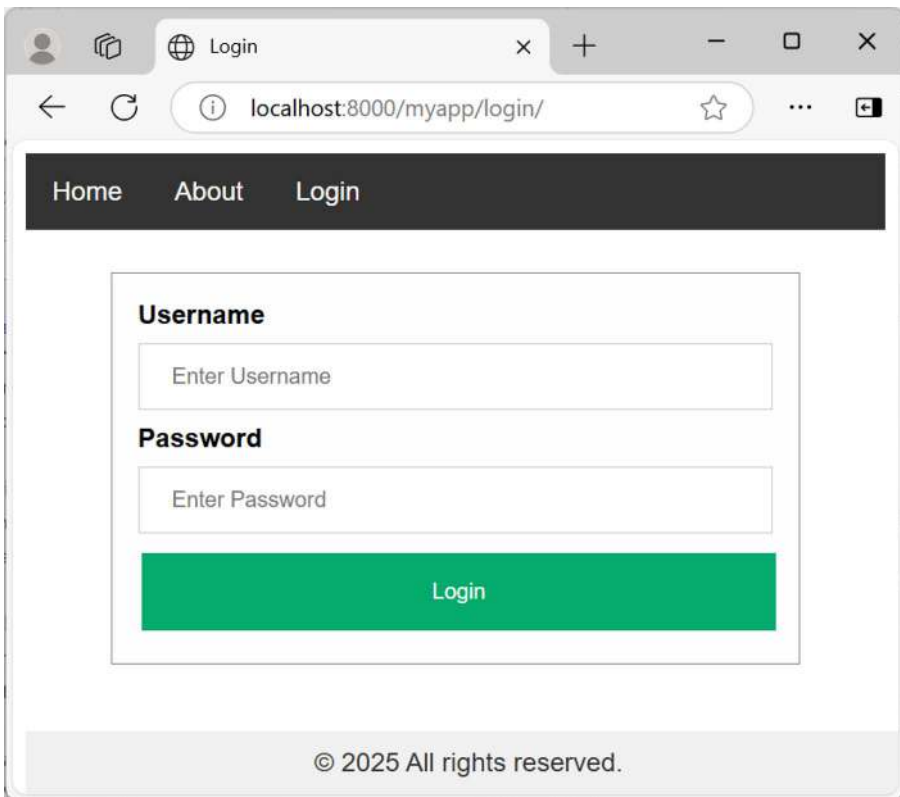 Login
localhost:8000/myapp/login/
Home About Login
Username
Enter Username
Password
Enter Password
Login
© 2025 All rights reserved.